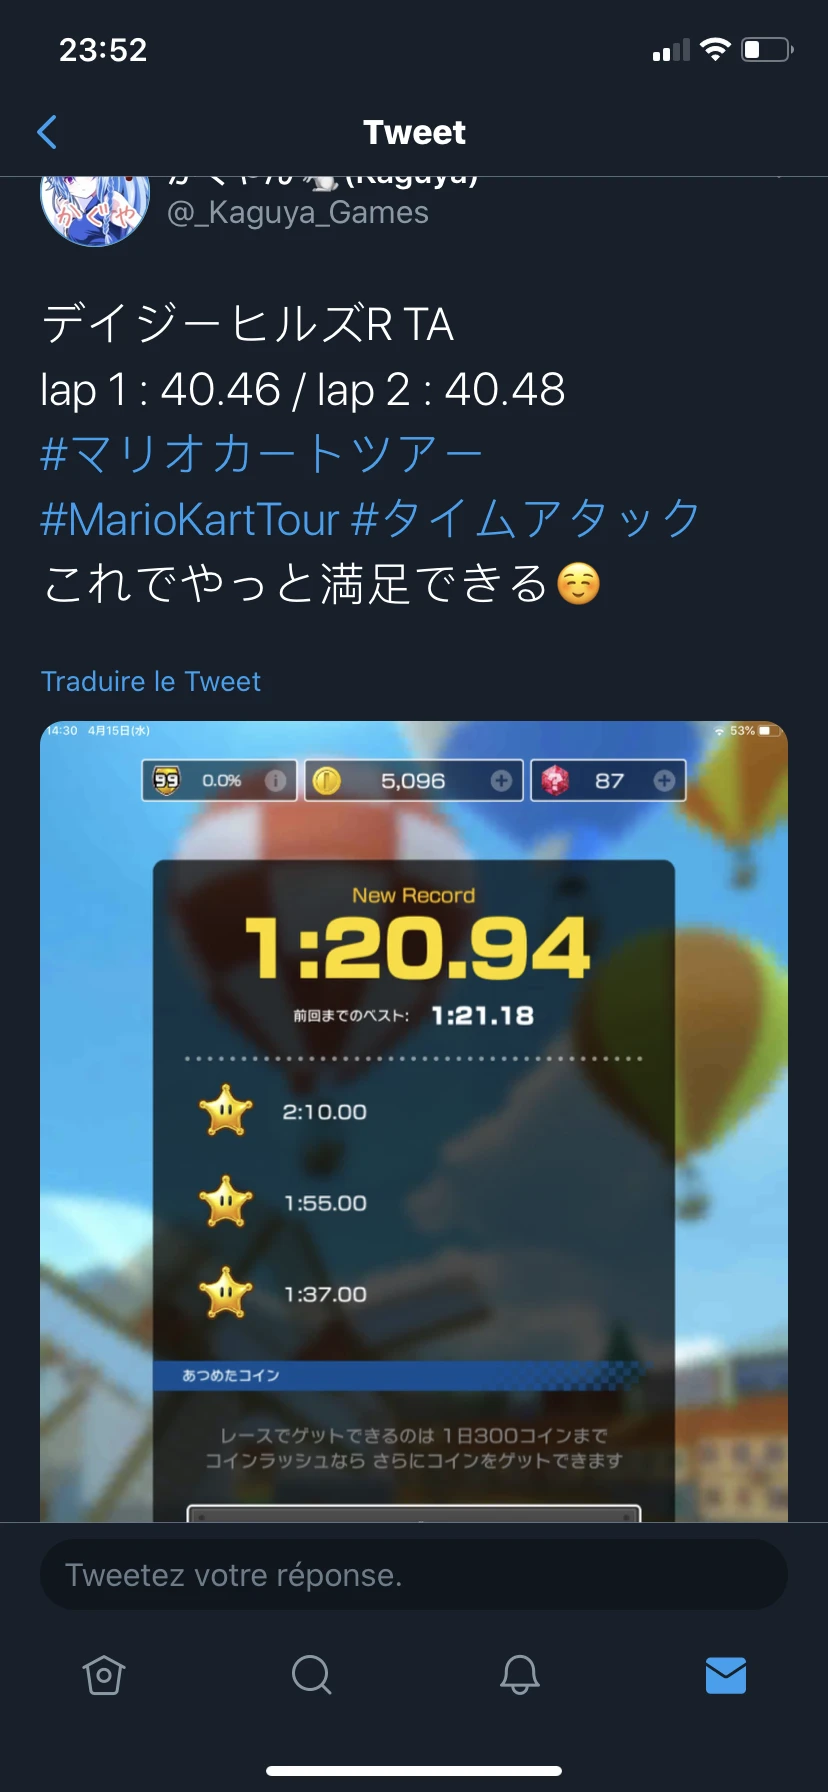 23:52
Tweet
(Kaguya)
@_Kaguya_Games
かぐや
デイジーヒルズR TA
lap 1 : 40.46 / lap 2 : 40.48
#マリオカートツアー
#MarioKartTour #タイムアタック
これでやっと満足できる☺️
Traduire le Tweet
14:30 4月15日(水) 53%
99 0.0% i 5,096 + 87 +
New Record
1:20.94
前回までのベスト: 1:21.18
2:10.00
1:55.00
1:37.00
あつめたコイン
レースでゲットできるのは 1日300コインまで
コインラッシュなら さらにコインをゲットできます
Tweetez votre réponse.